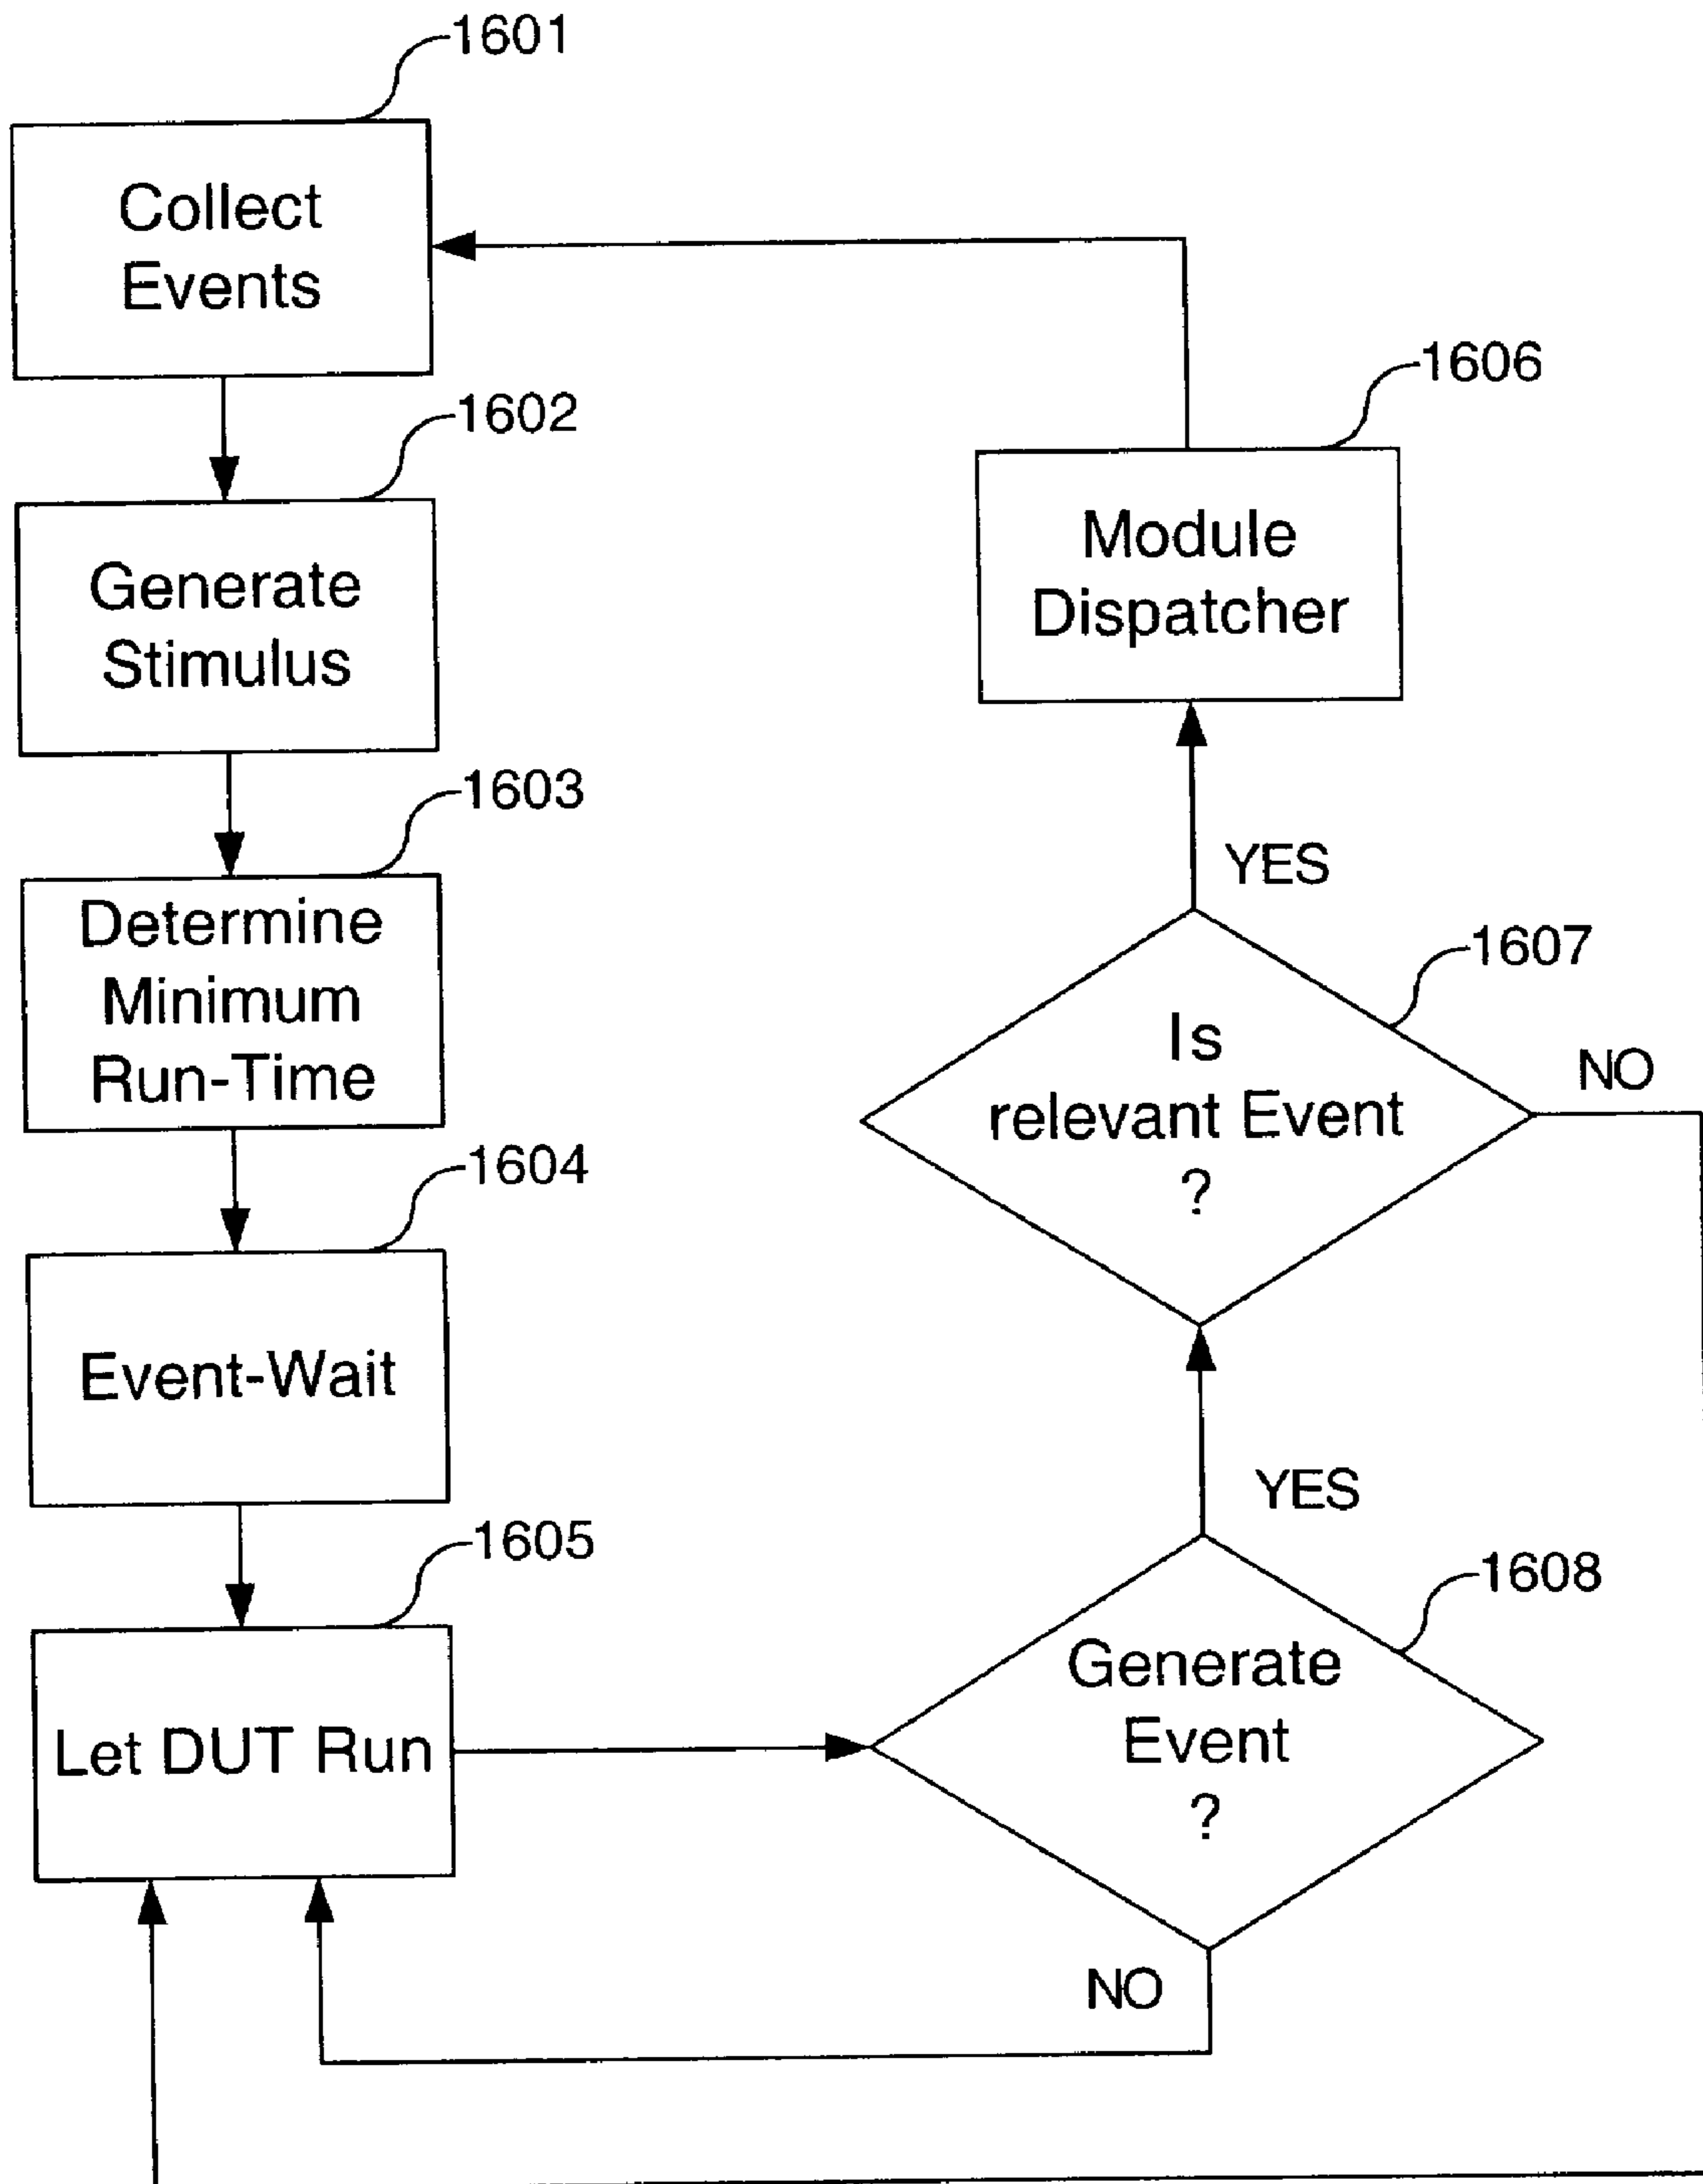 1601
Collect
Events
1602
Generate
Stimulus
1603
Determine
Minimum
Run-Time
1604
Event-Wait
1605
Let DUT Run
1606
Module
Dispatcher
YES
1607
Is
relevant Event
?
NO
YES
1608
Generate
Event
?
NO